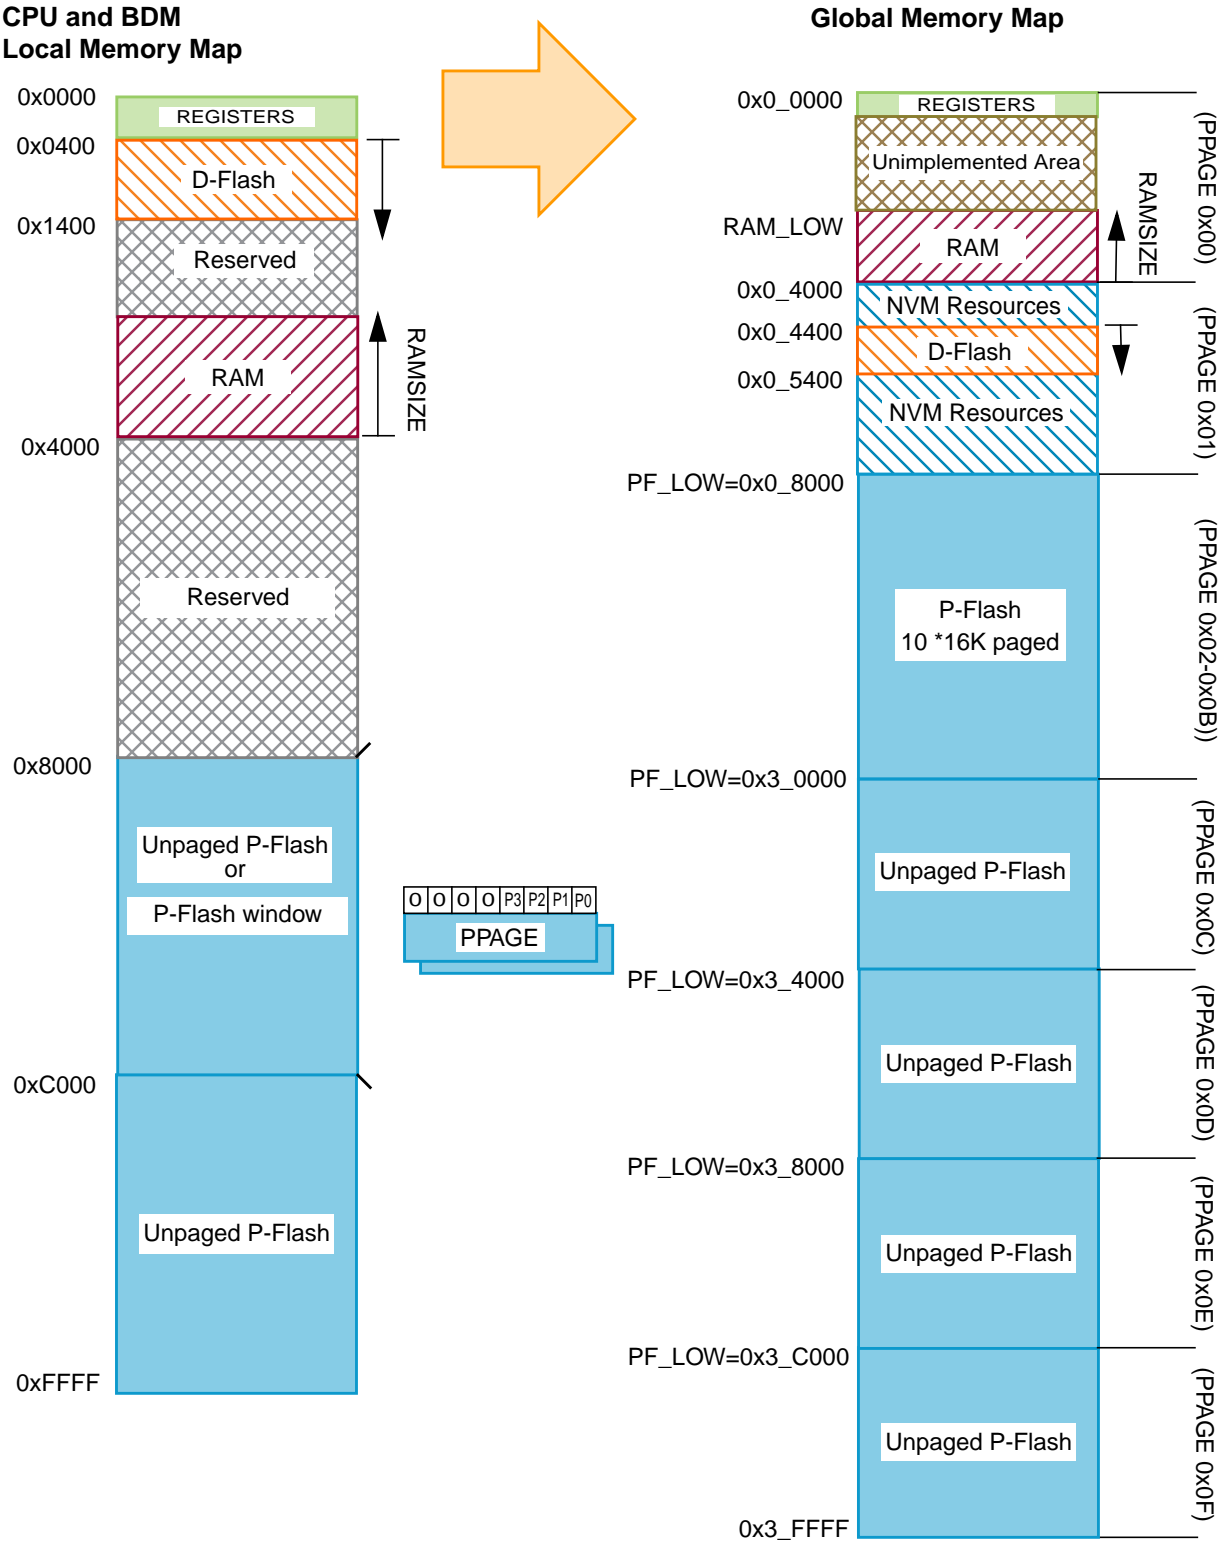 CPU and BDM
Local Memory Map
0x0000
REGISTERS
0x0400
D-Flash
0x1400
Reserved
RAM
RAMSIZE
0x4000
Reserved
0x8000
Unpaged P-Flash
or
P-Flash window
0xC000
Unpaged P-Flash
0xFFFF
0 0 0 0 P3 P2 P1 P0
PPAGE
Global Memory Map
0x0_0000
REGISTERS
Unimplemented Area
(PPAGE 0x00)
RAM_LOW
RAM
RAMSIZE
0x0_4000
NVM Resources
0x0_4400
D-Flash
(PPAGE 0x01)
0x0_5400
NVM Resources
PF_LOW=0x0_8000
P-Flash
10 *16K paged
(PPAGE 0x02-0x0B))
PF_LOW=0x3_0000
Unpaged P-Flash
(PPAGE 0x0C)
PF_LOW=0x3_4000
Unpaged P-Flash
(PPAGE 0x0D)
PF_LOW=0x3_8000
Unpaged P-Flash
(PPAGE 0x0E)
PF_LOW=0x3_C000
Unpaged P-Flash
(PPAGE 0x0F)
0x3_FFFF